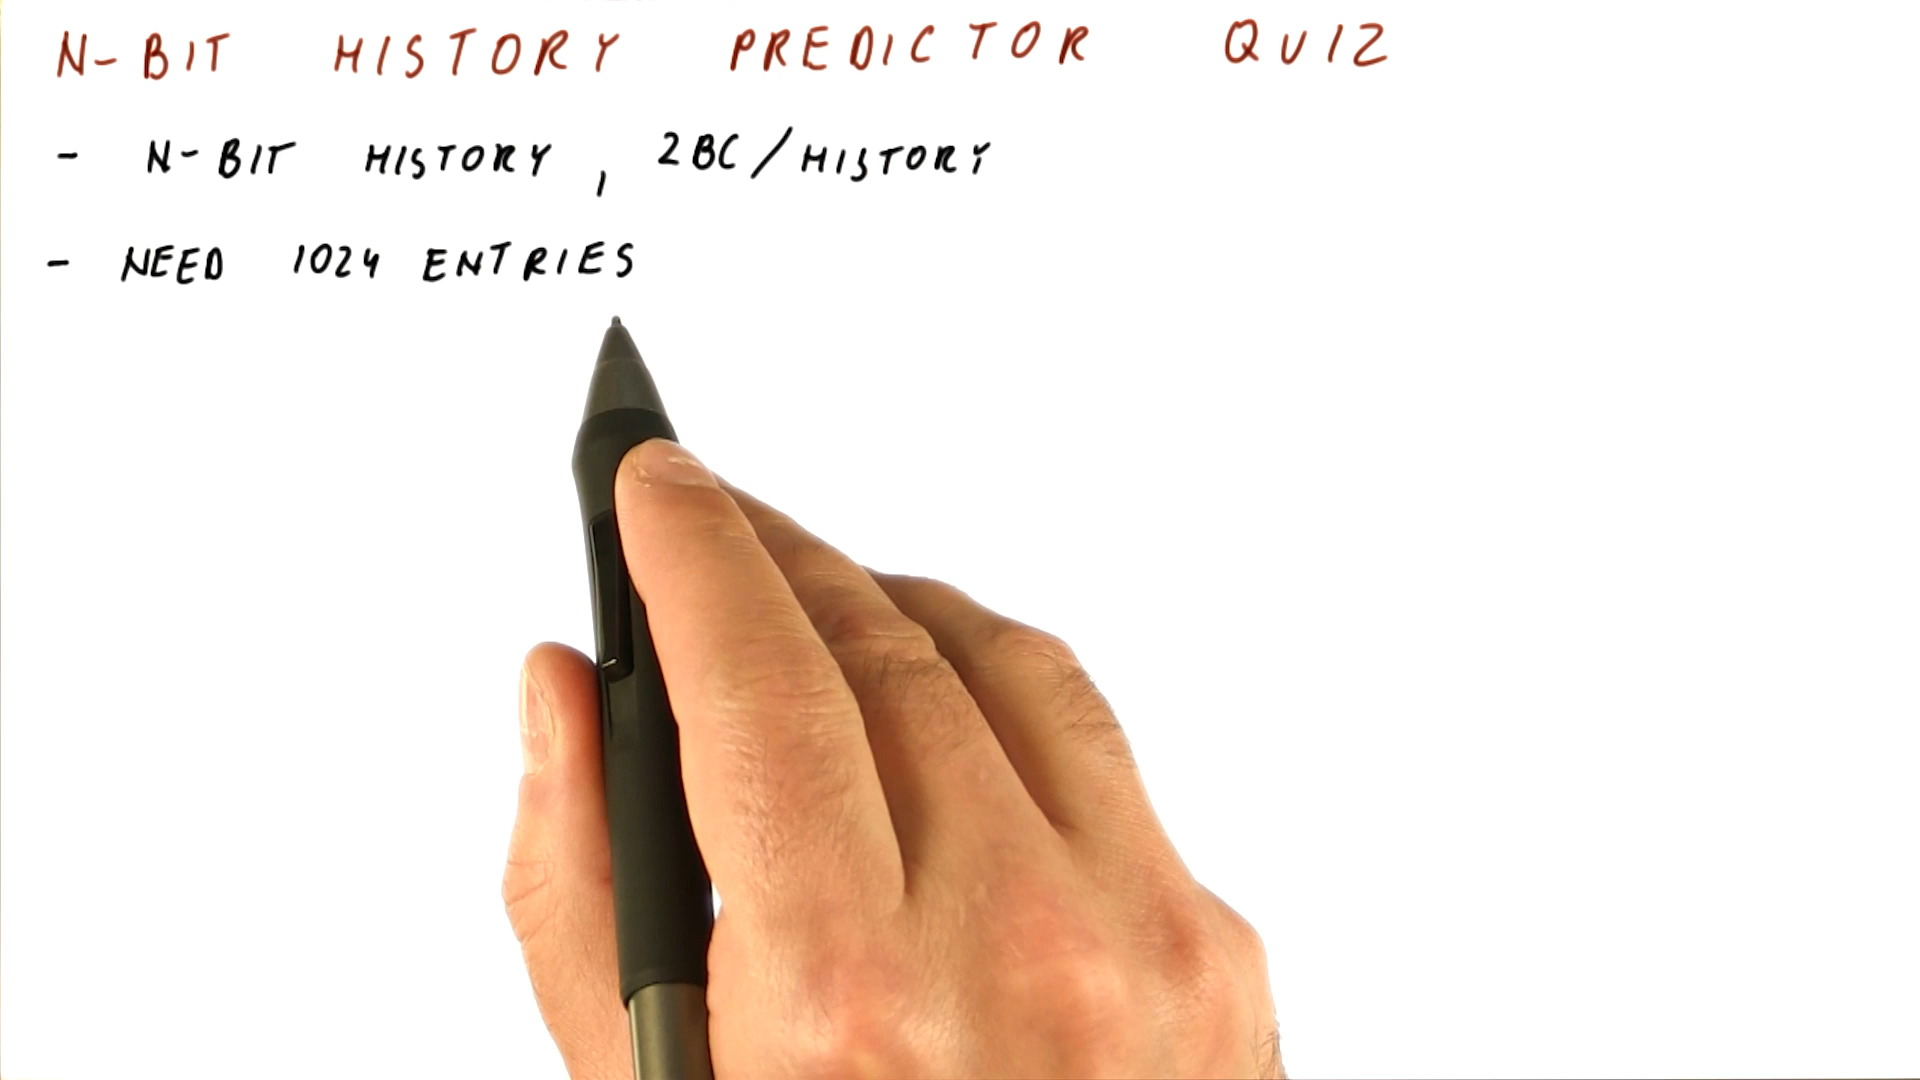 N-BIT HISTORY PREDICTOR QUIZ
- N-BIT HISTORY, 2BC/HISTORY
- NEED 1024 ENTRIES